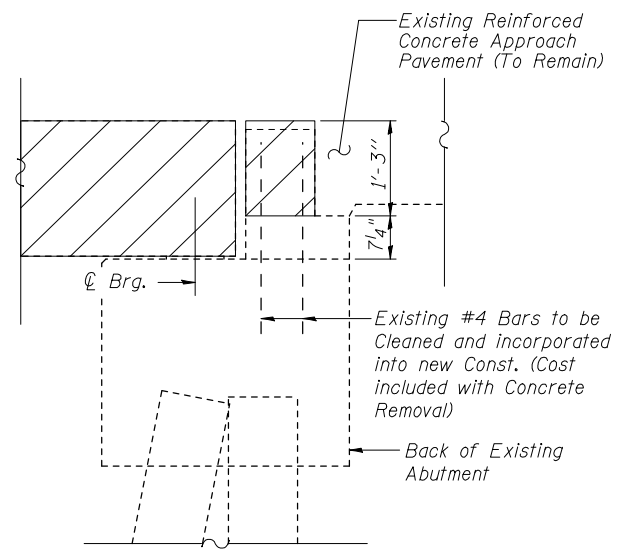 Existing Reinforced
Concrete Approach
Pavement (To Remain)
1'-3"
7¼"
℄ Brg.
Existing #4 Bars to be
Cleaned and incorporated
into new Const. (Cost
included with Concrete
Removal)
Back of Existing
Abutment